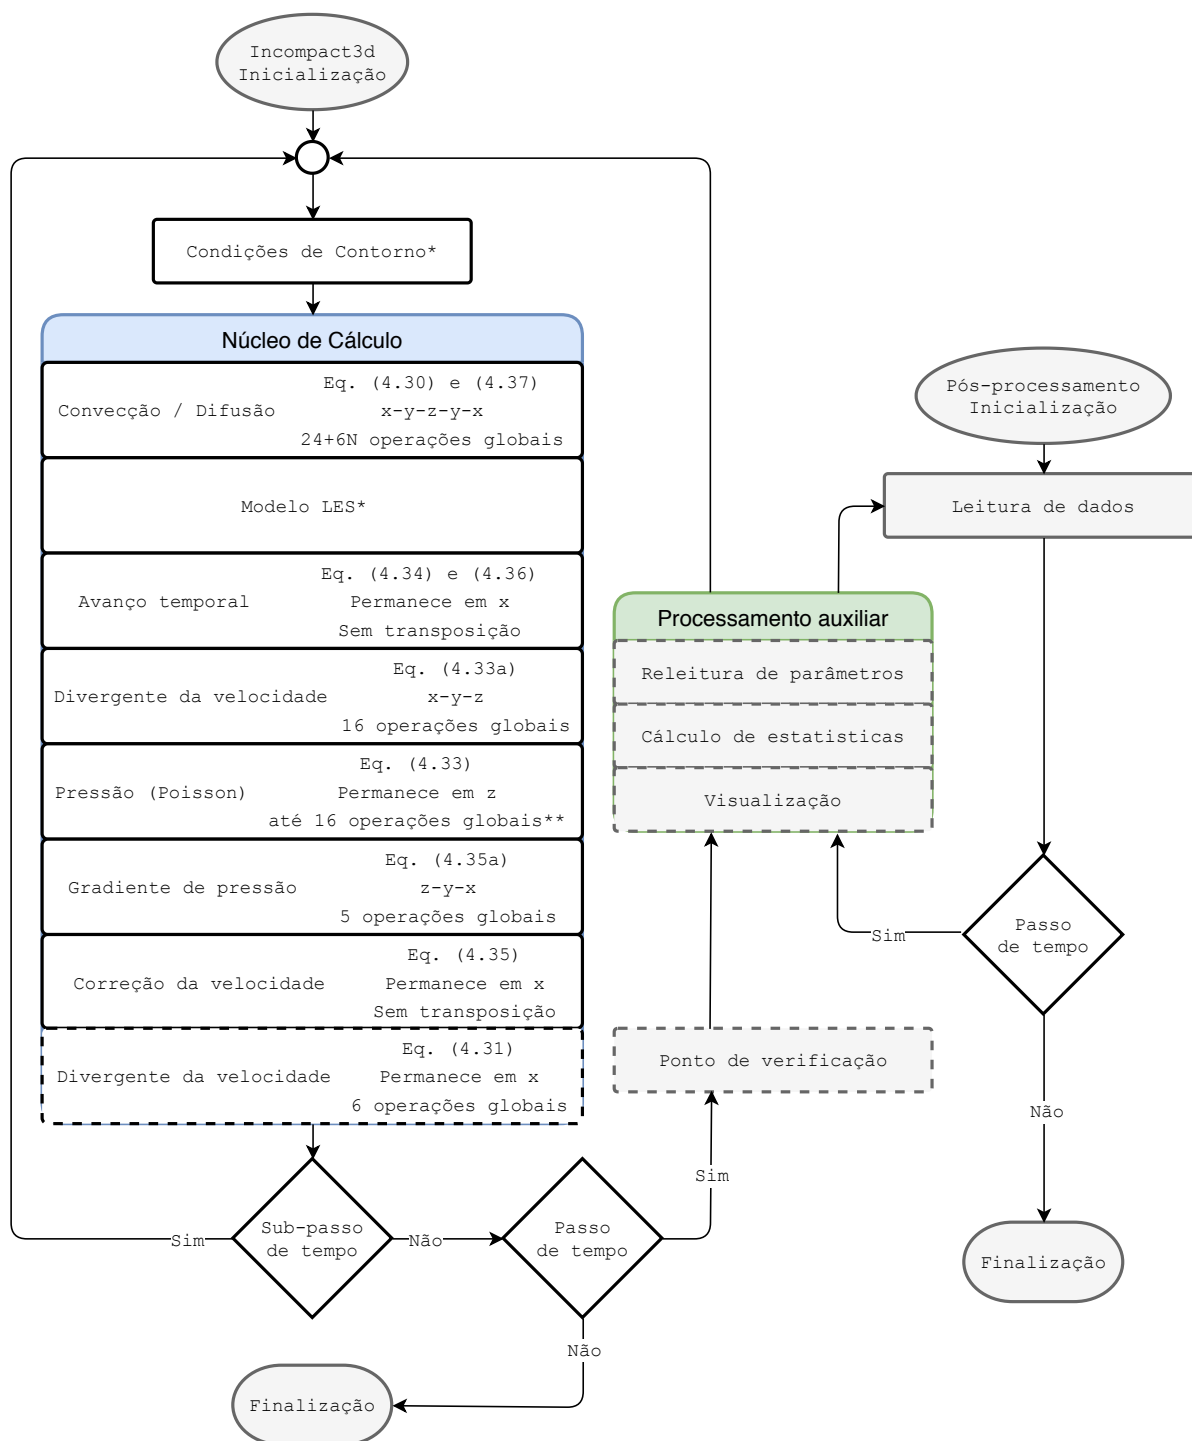 Incompact3d
Inicialização
Condições de Contorno*
Núcleo de Cálculo
Convecção / Difusão
Eq. (4.30) e (4.37)
x-y-z-y-x
24+6N operações globais
Modelo LES*
Avanço temporal
Eq. (4.34) e (4.36)
Permanece em x
Sem transposição
Divergente da velocidade
Eq. (4.33a)
x-y-z
16 operações globais
Pressão (Poisson)
Eq. (4.33)
Permanece em z
até 16 operações globais**
Gradiente de pressão
Eq. (4.35a)
z-y-x
5 operações globais
Correção da velocidade
Eq. (4.35)
Permanece em x
Sem transposição
Divergente da velocidade
Eq. (4.31)
Permanece em x
6 operações globais
Sub-passo
de tempo
Sim
Não
Passo
de tempo
Sim
Não
Finalização
Ponto de verificação
Processamento auxiliar
Releitura de parâmetros
Cálculo de estatisticas
Visualização
Pós-processamento
Inicialização
Leitura de dados
Passo
de tempo
Sim
Não
Finalização